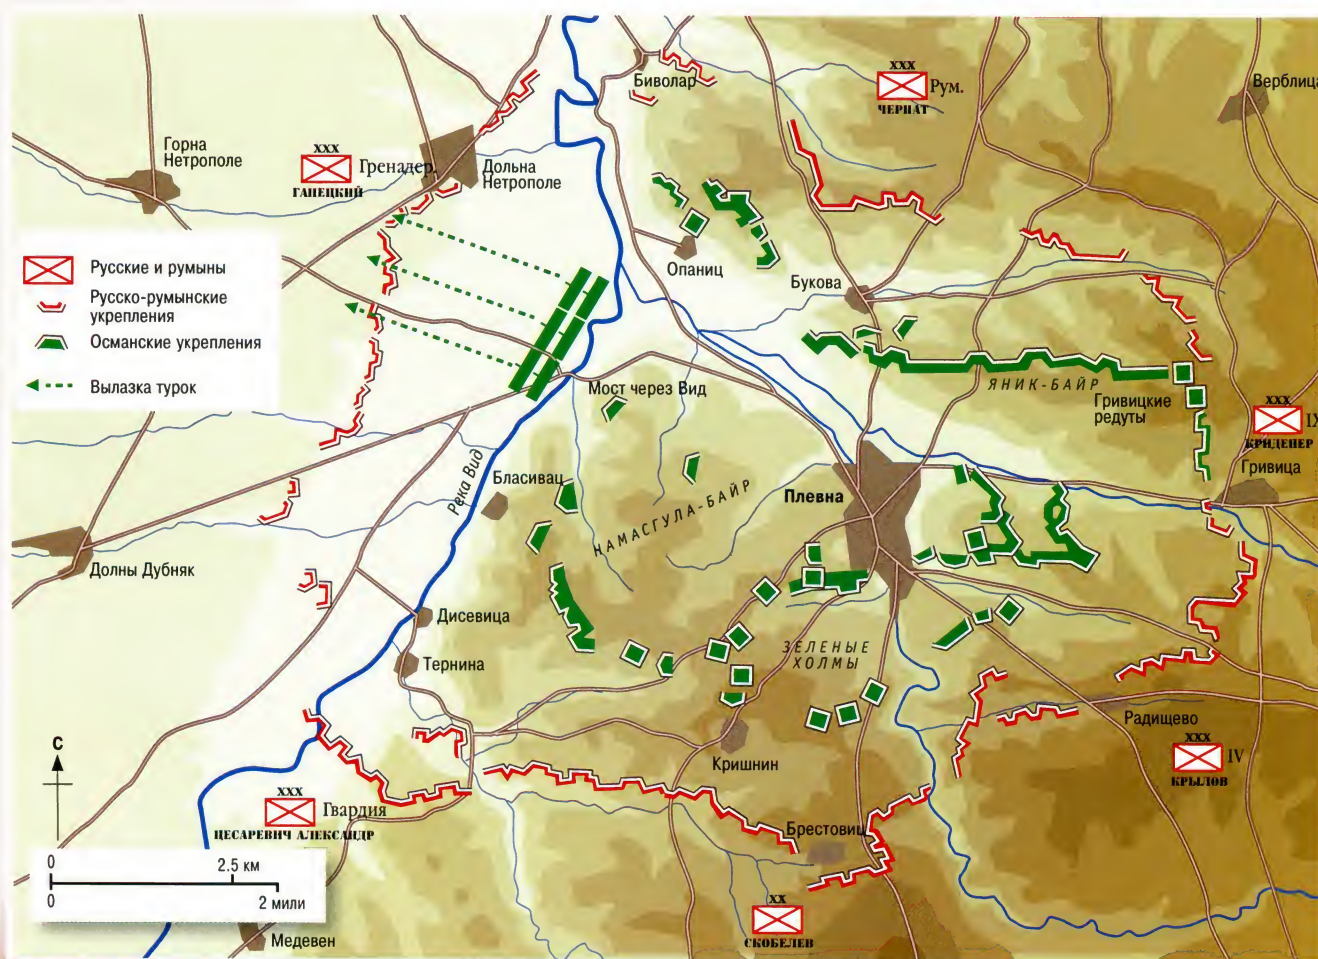 Биволар
XXX
Рум.
ЧЕРНАТ
Верблица
Горна
Нетрополе
XXX
Гренадер.
ГАНЕЦКИЙ
Дольна
Нетрополе
Опаниц
Букова
Русские и румыны
Русско-румынские
укрепления
Османские укрепления
Вылазка турок
Мост через Вид
ЯНИК-БАЙР
Гривицкие
редуты
XXX
IX
КРИДЕНЕР
Гривица
Река Вид
Бласивац
НАМАСГУЛА-БАЙР
Плевна
Долны Дубняк
Дисевица
Тернина
ЗЕЛЕНЫЕ
ХОЛМЫ
Радищево
XXX
IV
КРЫЛОВ
Кришнин
С
XXX
Гвардия
ЦЕСАРЕВИЧ АЛЕКСАНДР
Брестовиц
0
2.5 км
0
2 мили
XX
СКОБЕЛЕВ
Медевен